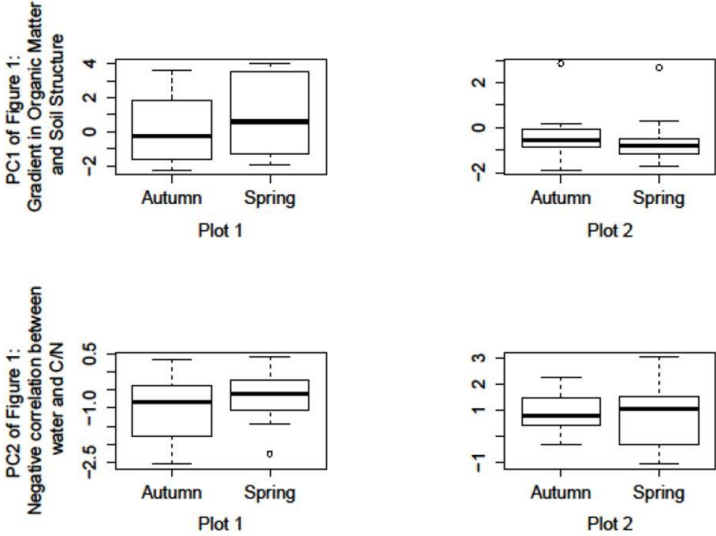 PC1 of Figure 1:
Gradient in Organic Matter
and Soil Structure
4
2
0
−2
Autumn Spring
Plot 1
2
0
−2
Autumn Spring
Plot 2
PC2 of Figure 1:
Negative correlation between
water and C/N
0.5
−1.0
−2.5
Autumn Spring
Plot 1
3
2
1
−1
Autumn Spring
Plot 2